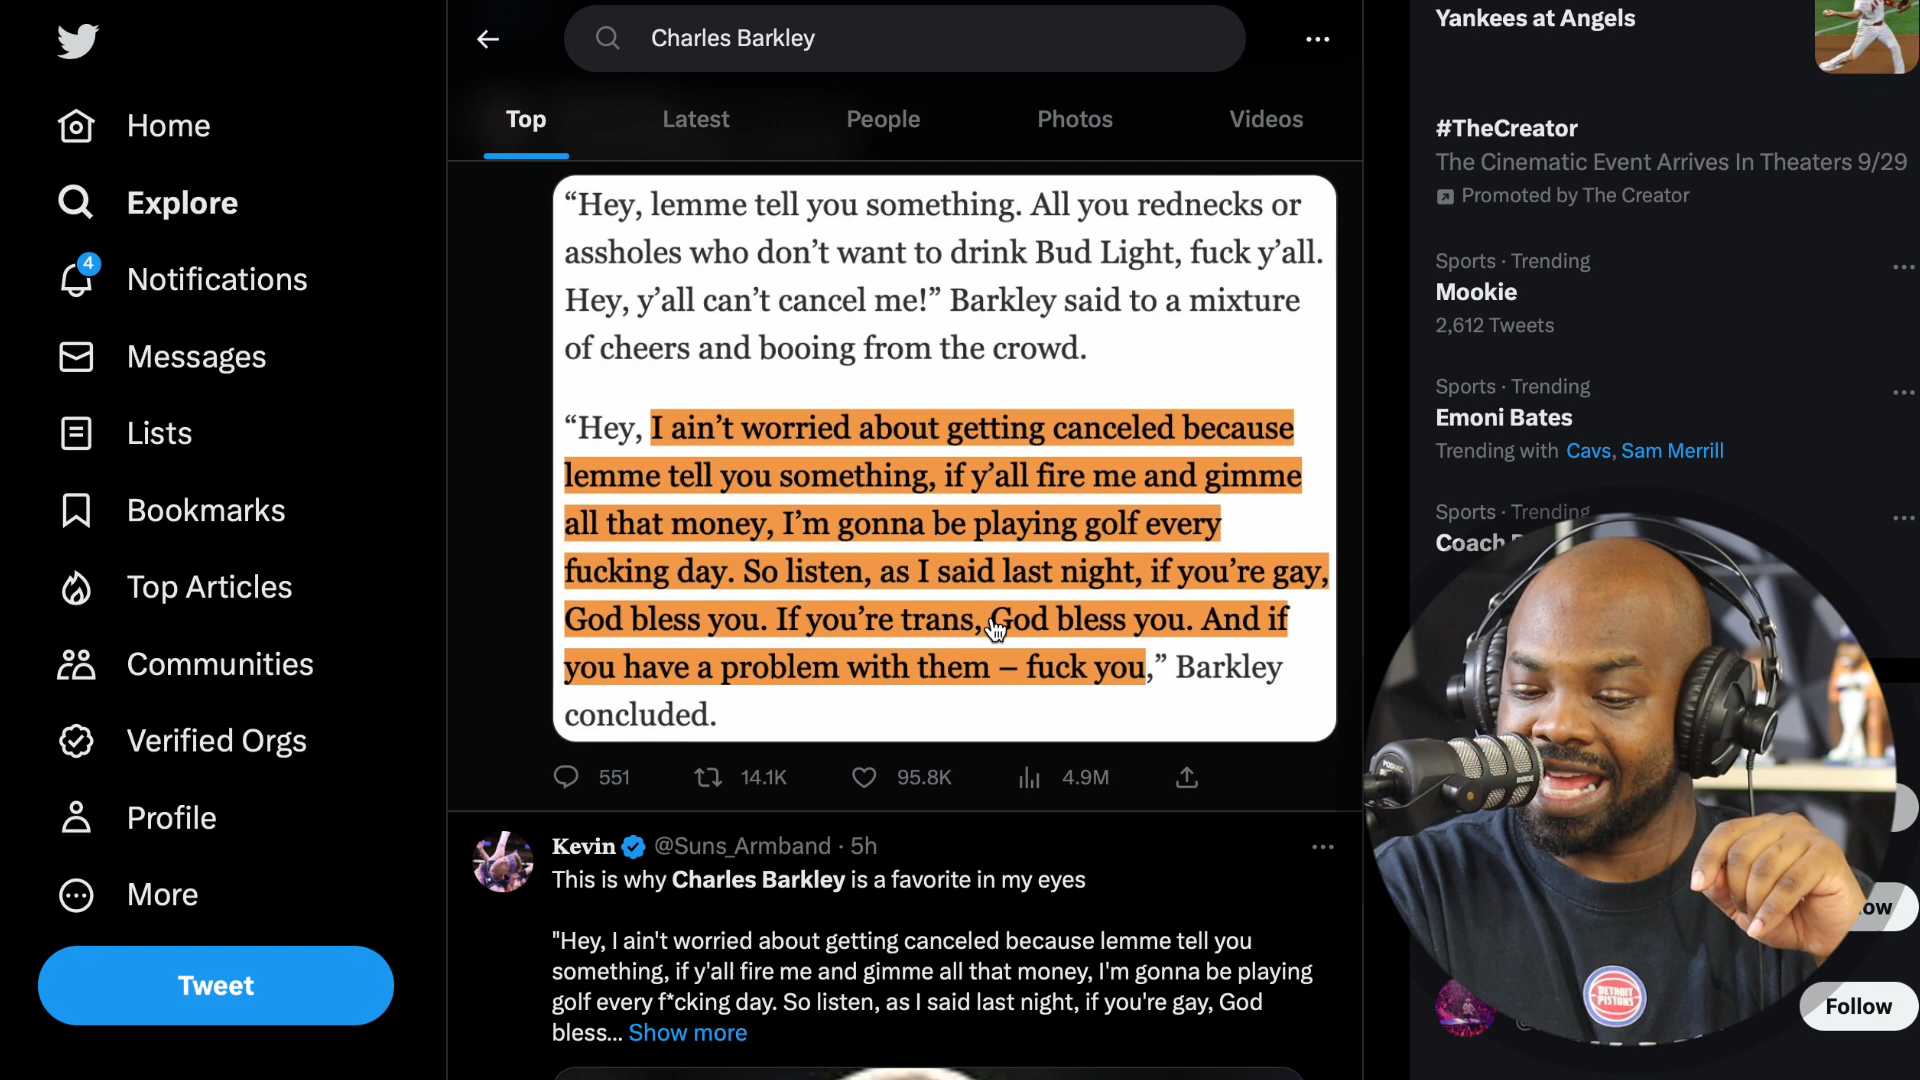 Home
Explore
4
Notifications
Messages
Lists
Bookmarks
Top Articles
Communities
Verified Orgs
Profile
More
Tweet
Charles Barkley
Top
Latest
People
Photos
Videos
“Hey, lemme tell you something. All you rednecks or
assholes who don’t want to drink Bud Light, fuck y’all.
Hey, y’all can’t cancel me!” Barkley said to a mixture
of cheers and booing from the crowd.
“Hey, I ain’t worried about getting canceled because
lemme tell you something, if y’all fire me and gimme
all that money, I’m gonna be playing golf every
fucking day. So listen, as I said last night, if you’re gay,
God bless you. If you’re trans, God bless you. And if
you have a problem with them – fuck you,” Barkley
concluded.
551
14.1K
95.8K
4.9M
Kevin @Suns_Armband · 5h
This is why Charles Barkley is a favorite in my eyes
"Hey, I ain't worried about getting canceled because lemme tell you
something, if y'all fire me and gimme all that money, I'm gonna be playing
golf every f*cking day. So listen, as I said last night, if you're gay, God
bless... Show more
Yankees at Angels
#TheCreator
The Cinematic Event Arrives In Theaters 9/29
Promoted by The Creator
Sports · Trending
Mookie
2,612 Tweets
Sports · Trending
Emoni Bates
Trending with Cavs, Sam Merrill
Sports · Trending
Coach
RODE
DETROIT
PISTONS
ow
Follow